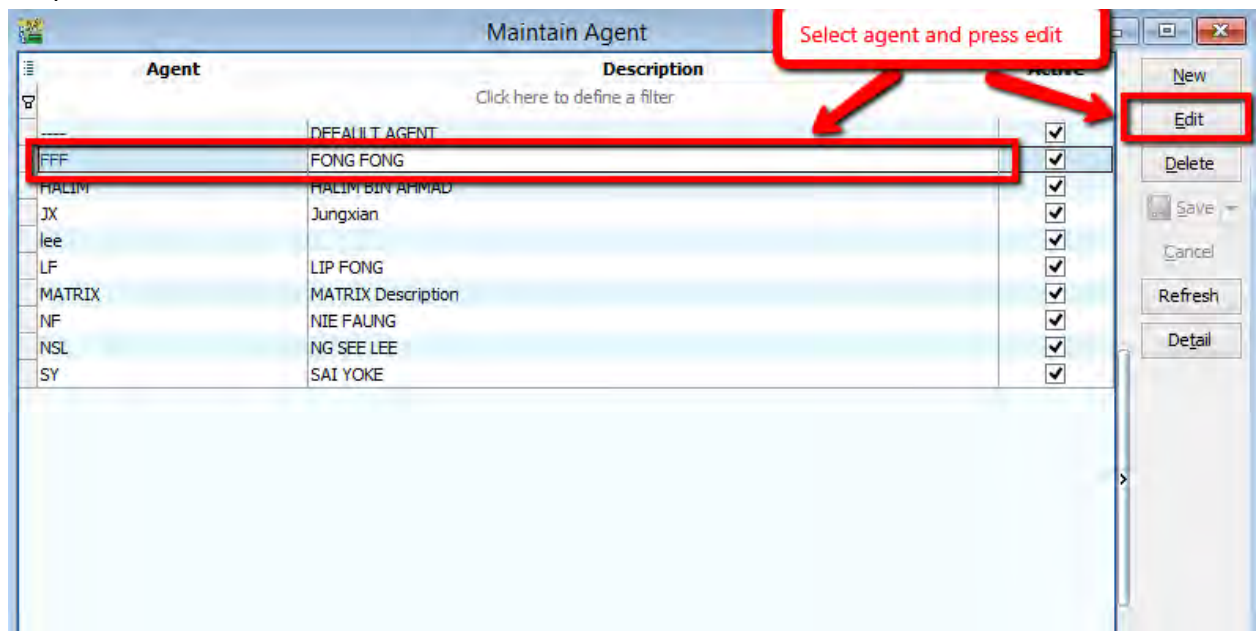 Maintain Agent
Select agent and press edit
Agent Description Active
Click here to define a filter
---- DEFAULT AGENT
FFF FONG FONG
HALIM HALIM BIN AHMAD
JX Jungxian
lee
LF LIP FONG
MATRIX MATRIX Description
NF NIE FAUNG
NSL NG SEE LEE
SY SAI YOKE
New
Edit
Delete
Save
Cancel
Refresh
Detail